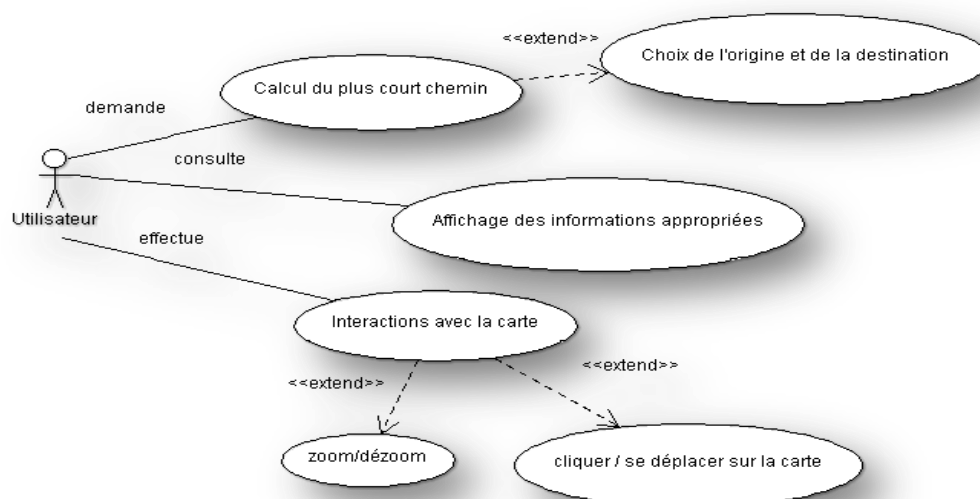 <<extend>>
Choix de l'origine et de la destination
Calcul du plus court chemin
demande
consulte
Utilisateur
Affichage des informations appropriées
effectue
Interactions avec la carte
<<extend>>
<<extend>>
zoom/dézoom
cliquer / se déplacer sur la carte